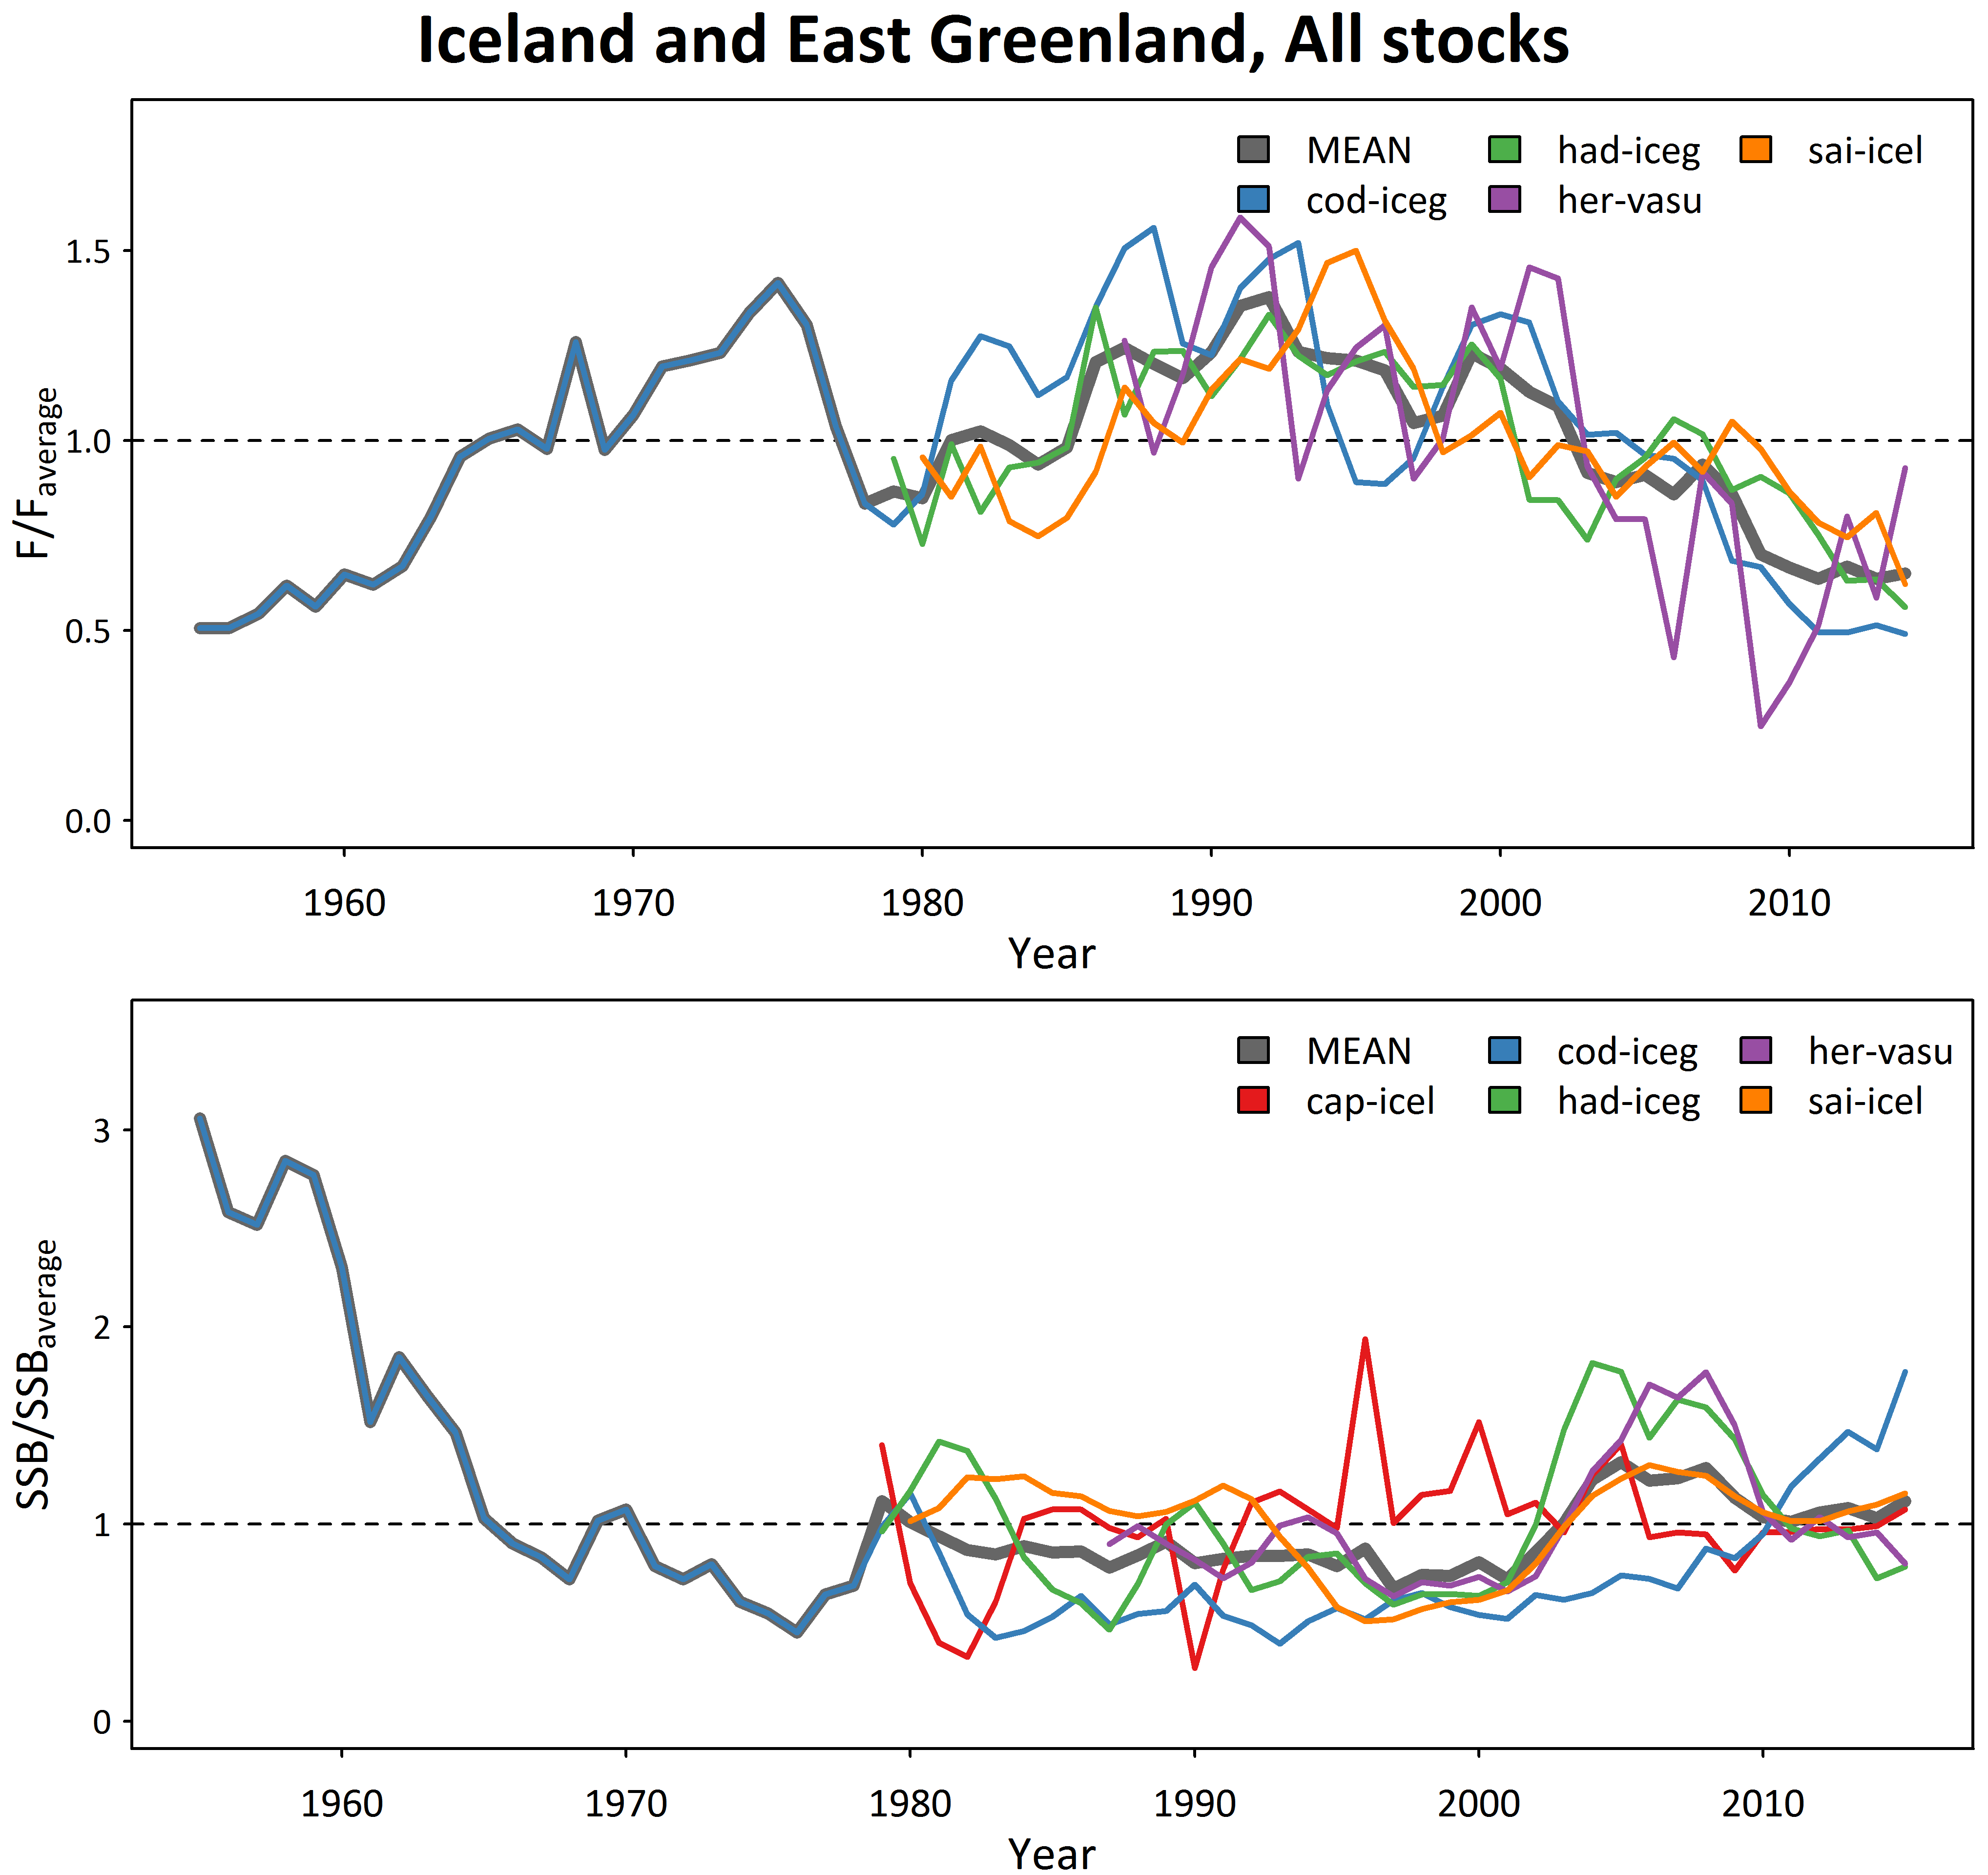 Iceland and East Greenland, All stocks
MEAN had-iceg sai-icel
cod-iceg her-vasu
F/Faverage
1.5
1.0
0.5
0.0
1960 1970 1980 1990 2000 2010
Year
MEAN cod-iceg her-vasu
cap-icel had-iceg sai-icel
SSB/SSBaverage
3
2
1
0
1960 1970 1980 1990 2000 2010
Year